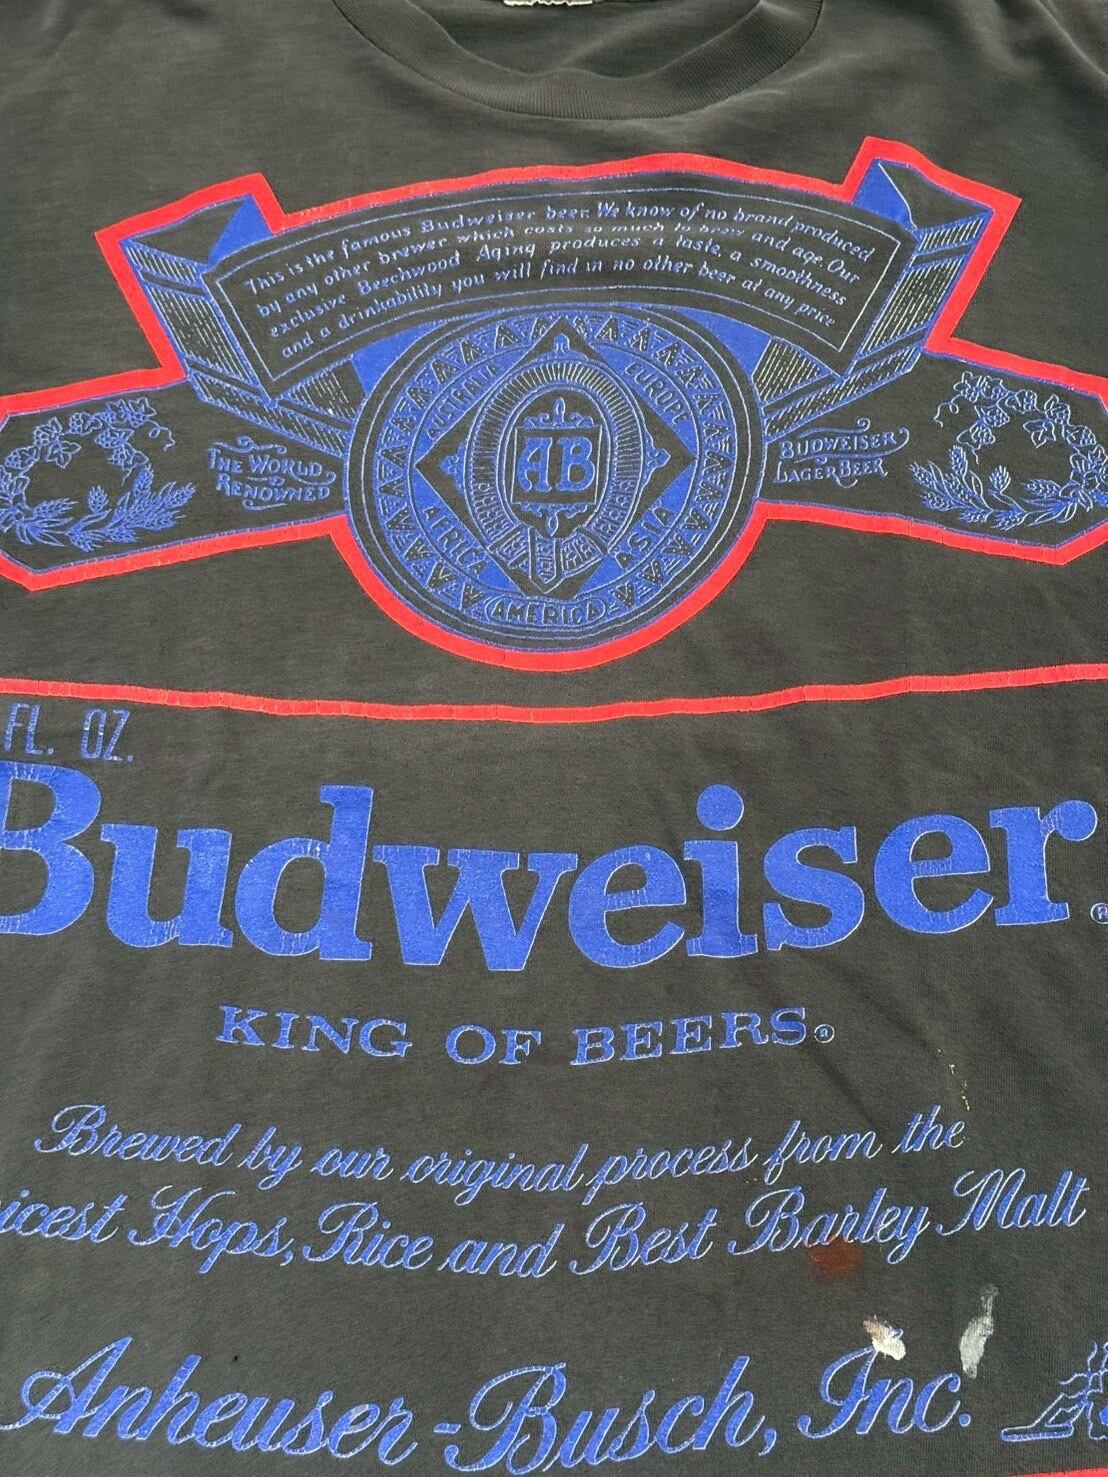 This is the famous Budweiser beer. We know of no brand produced
by any other brewer which costs so much to brew and age. Our
exclusive Beechwood Aging produces a taste, a smoothness
and a drinkability you will find in no other beer at any price
THE WORLD
RENOWNED
AUSTRALIA
EUROPE
AB
BUDWEISER
LAGER BEER
AFRICA
ASIA
AMERICA
FL. OZ.
Budweiser®
KING OF BEERS®
Brewed by our original process from the
Hops, Rice and Best Barley Malt
Anheuser-Busch, Inc.